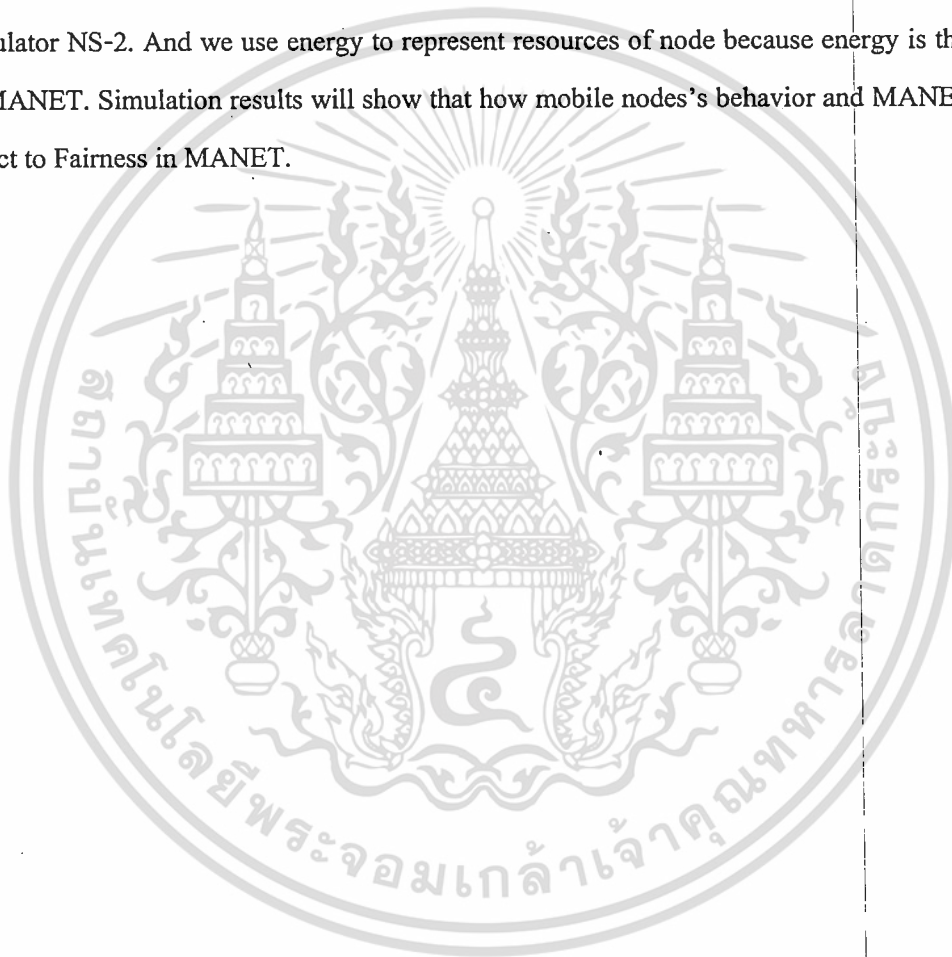 ulator NS-2. And we use energy to represent resources of node because energy is th
MANET. Simulation results will show that how mobile nodes's behavior and MANE
ct to Fairness in MANET.
สถาบันเทคโนโลยีพระจอมเกล้าเจ้าคุณทหารลาดกระบัง